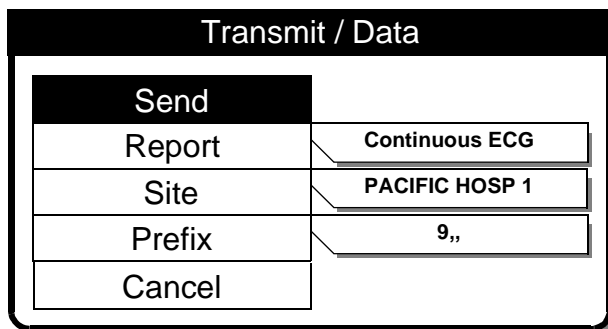 Transmit / Data
Send
Report
Continuous ECG
Site
PACIFIC HOSP 1
Prefix
9,,
Cancel